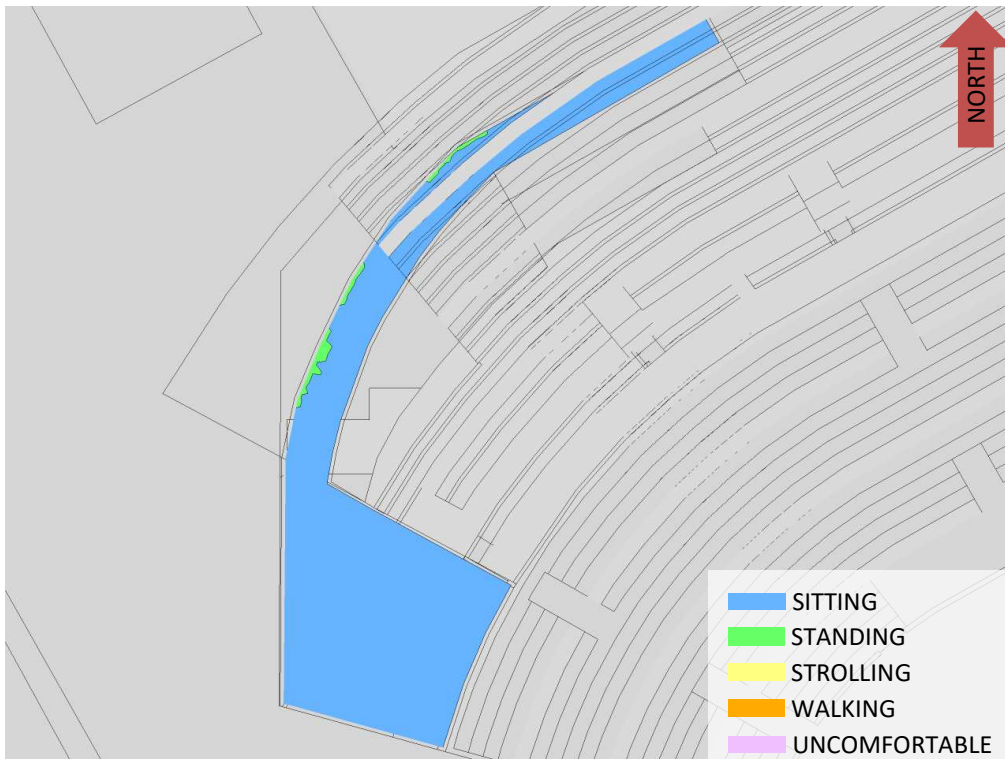 NORTH
SITTING
STANDING
STROLLING
WALKING
UNCOMFORTABLE